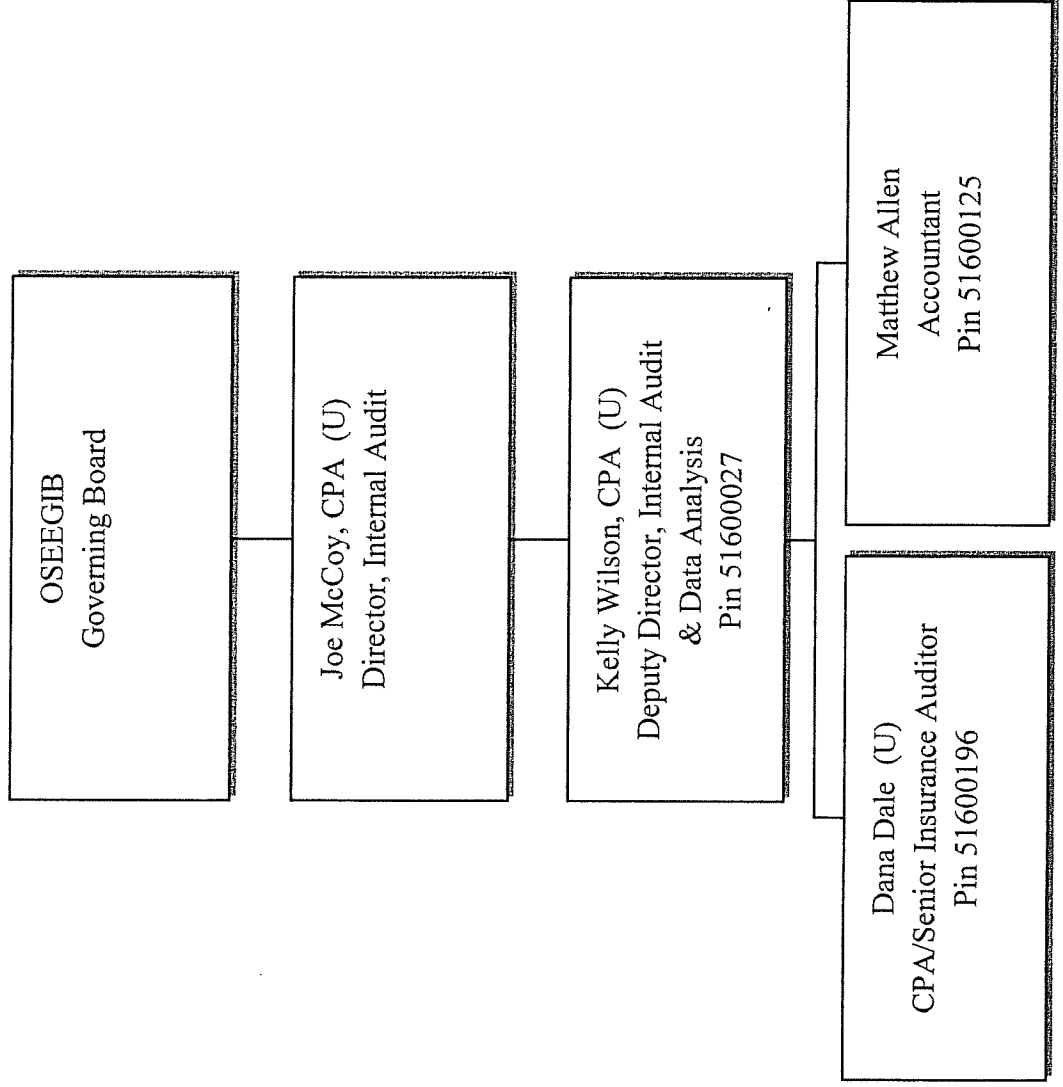 OSEEGIB
Governing Board
Joe McCoy, CPA (U)
Director, Internal Audit
Kelly Wilson, CPA (U)
Deputy Director, Internal Audit
& Data Analysis
Pin 51600027
Dana Dale (U)
CPA/Senior Insurance Auditor
Pin 51600196
Matthew Allen
Accountant
Pin 51600125